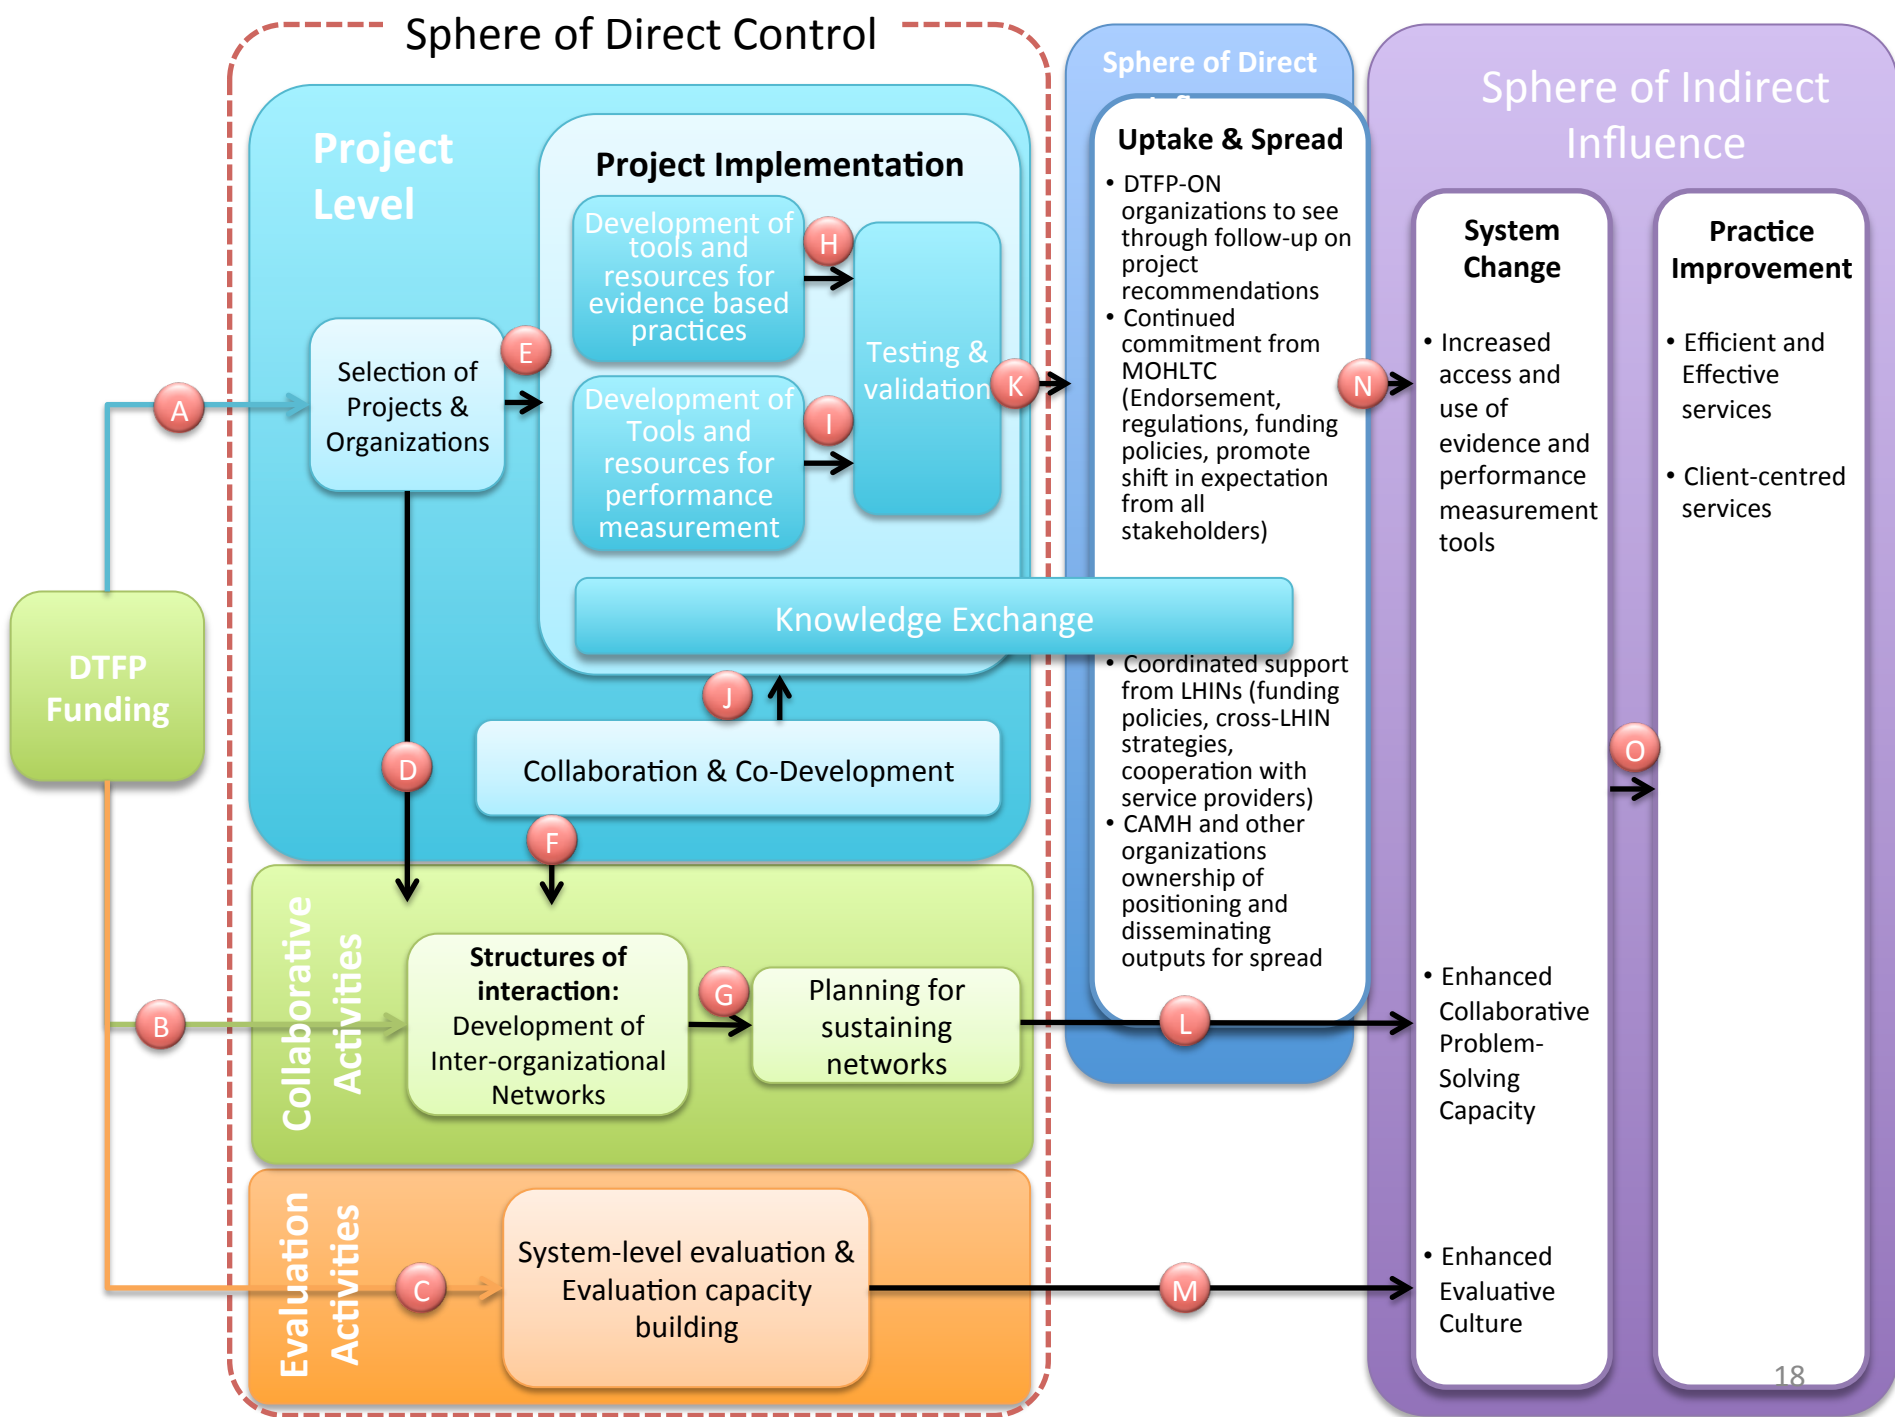 Sphere of Direct Control
Project
Level
Project Implementation
Development of
tools and
resources for
evidence based
practices
H
Testing &
validation
Development of
Tools and
resources for
performance
measurement
I
K
E
Selection of
Projects &
Organizations
A
Knowledge Exchange
J
Collaboration & Co-Development
D
F
DTFP
Funding
B
Collaborative
Activities
Structures of
interaction:
Development of
Inter-organizational
Networks
G
Planning for
sustaining
networks
L
Evaluation
Activities
C
System-level evaluation &
Evaluation capacity
building
M
Sphere of Direct
Uptake & Spread
• DTFP-ON
organizations to see
through follow-up on
project
recommendations
• Continued
commitment from
MOHLTC
(Endorsement,
regulations, funding
policies, promote
shift in expectation
from all
stakeholders)
• Coordinated support
from LHINs (funding
policies, cross-LHIN
strategies,
cooperation with
service providers)
• CAMH and other
organizations
ownership of
positioning and
disseminating
outputs for spread
N
Sphere of Indirect
Influence
System
Change
• Increased
access and
use of
evidence and
performance
measurement
tools
• Enhanced
Collaborative
Problem-
Solving
Capacity
• Enhanced
Evaluative
Culture
O
Practice
Improvement
• Efficient and
Effective
services
• Client-centred
services
18